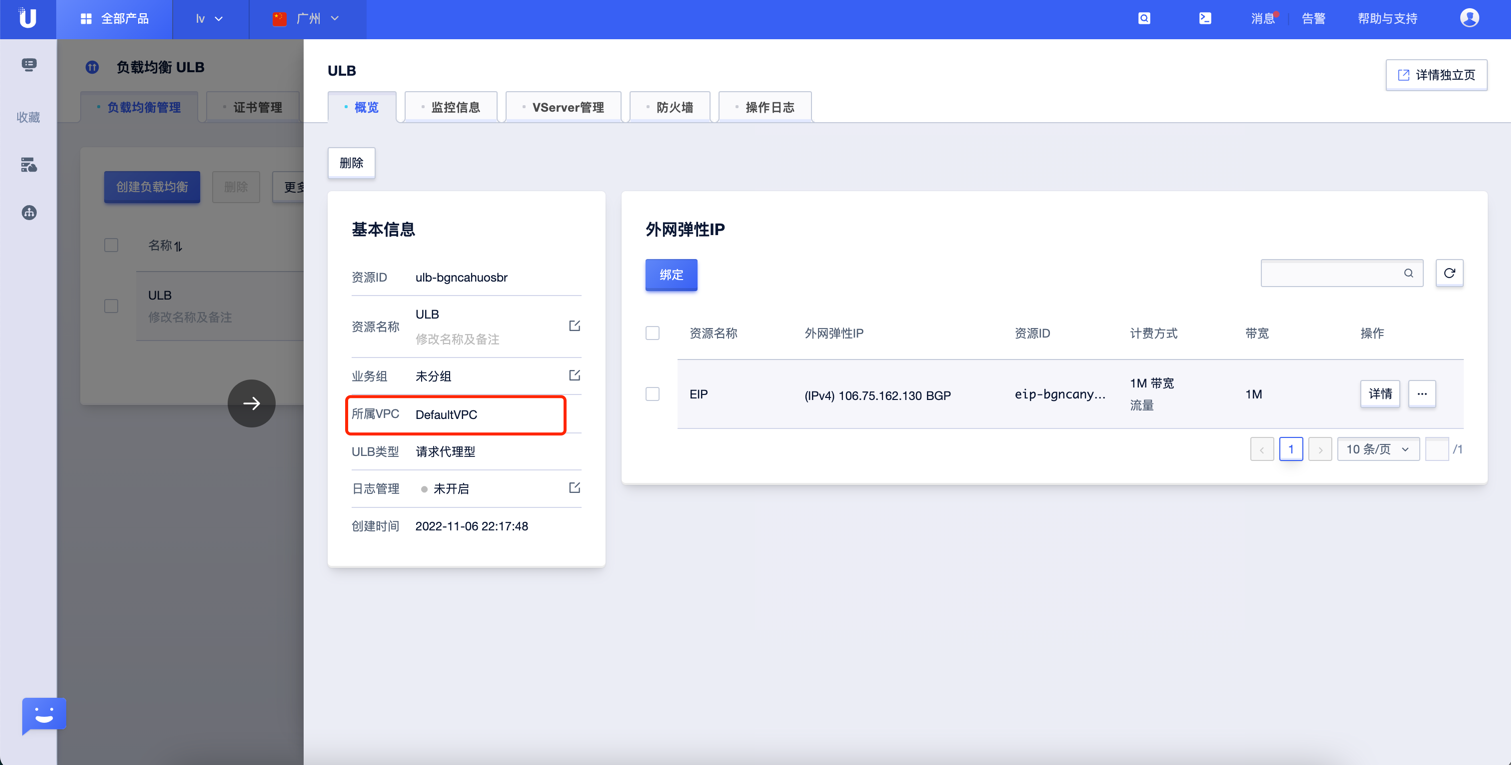 全部产品
lv
广州
消息
告警
帮助与支持
收藏
负载均衡 ULB
负载均衡管理
证书管理
创建负载均衡
删除
更多
名称
ULB
修改名称及备注
ULB
详情独立页
概览
监控信息
VServer管理
防火墙
操作日志
删除
基本信息
资源ID
ulb-bgncahuosbr
资源名称
ULB
修改名称及备注
业务组
未分组
所属VPC
DefaultVPC
ULB类型
请求代理型
日志管理
未开启
创建时间
2022-11-06 22:17:48
外网弹性IP
绑定
资源名称
外网弹性IP
资源ID
计费方式
带宽
操作
EIP
(IPv4) 106.75.162.130 BGP
eip-bgncany...
1M 带宽
流量
1M
详情
...
1
10 条/页
/1